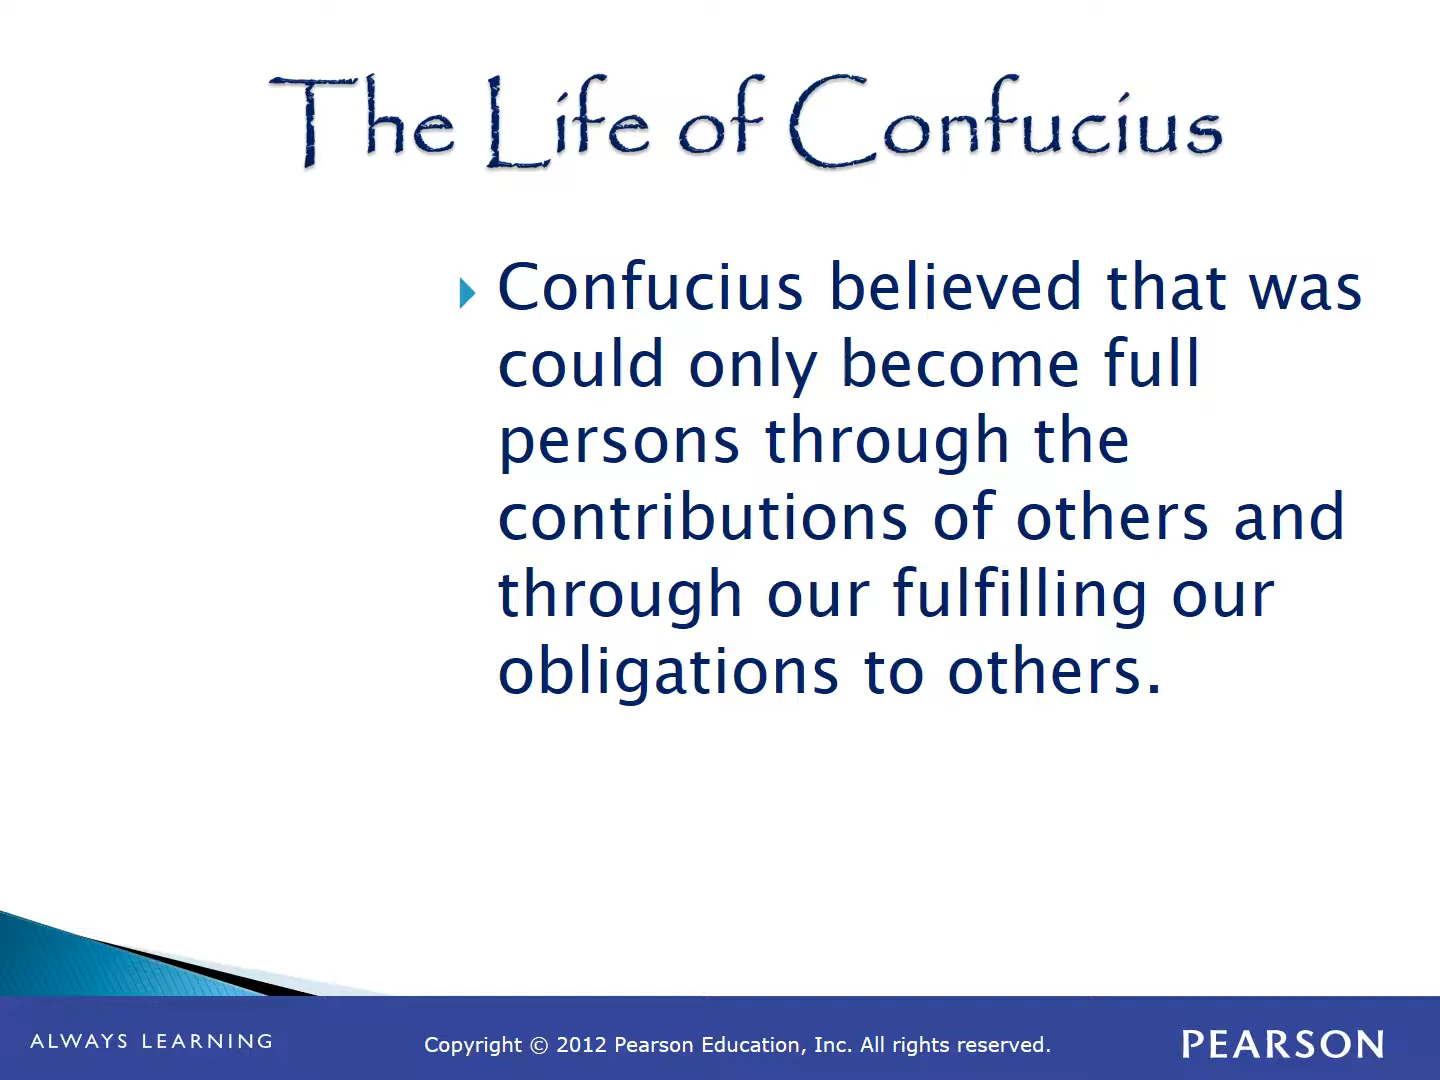 The Life of Confucius
Confucius believed that was
could only become full
persons through the
contributions of others and
through our fulfilling our
obligations to others.
ALWAYS LEARNING
Copyright © 2012 Pearson Education, Inc. All rights reserved.
PEARSON